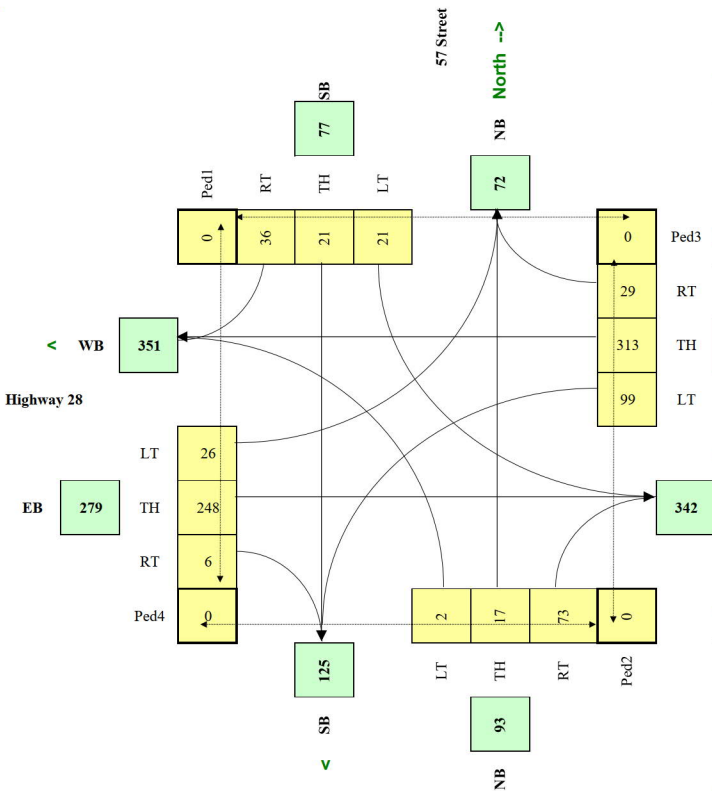 57 Street
North -->
SB
77
NB
72
Ped1
RT
TH
LT
0
36
21
21
0
Ped3
29
RT
< WB 351
313
TH
Highway 28
99
LT
LT
26
EB
279
TH
248
342
RT
6
Ped4
0
2
17
73
0
125
LT
TH
RT
Ped2
SB
93
<
NB